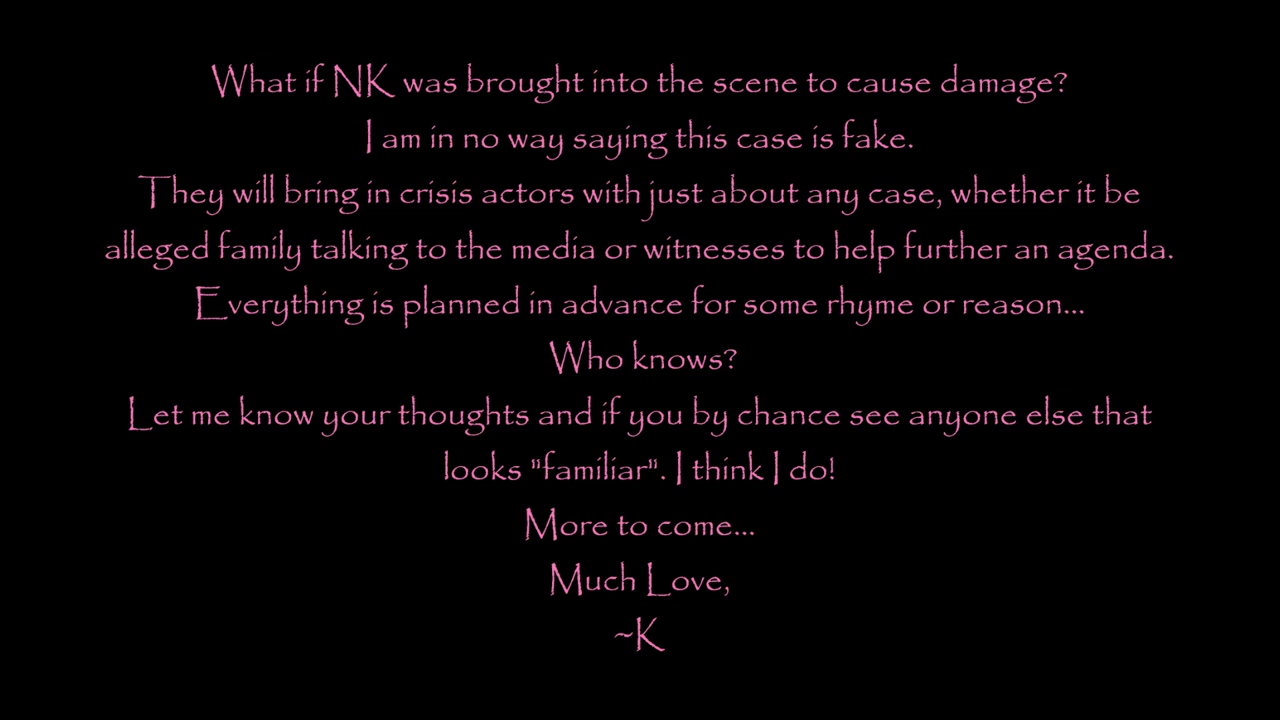 What if NK was brought into the scene to cause damage?
I am in no way saying this case is fake.
They will bring in crisis actors with just about any case, whether it be
alleged family talking to the media or witnesses to help further an agenda.
Everything is planned in advance for some rhyme or reason...
Who knows?
Let me know your thoughts and if you by chance see anyone else that
looks "familiar". I think I do!
More to come...
Much Love,
~K